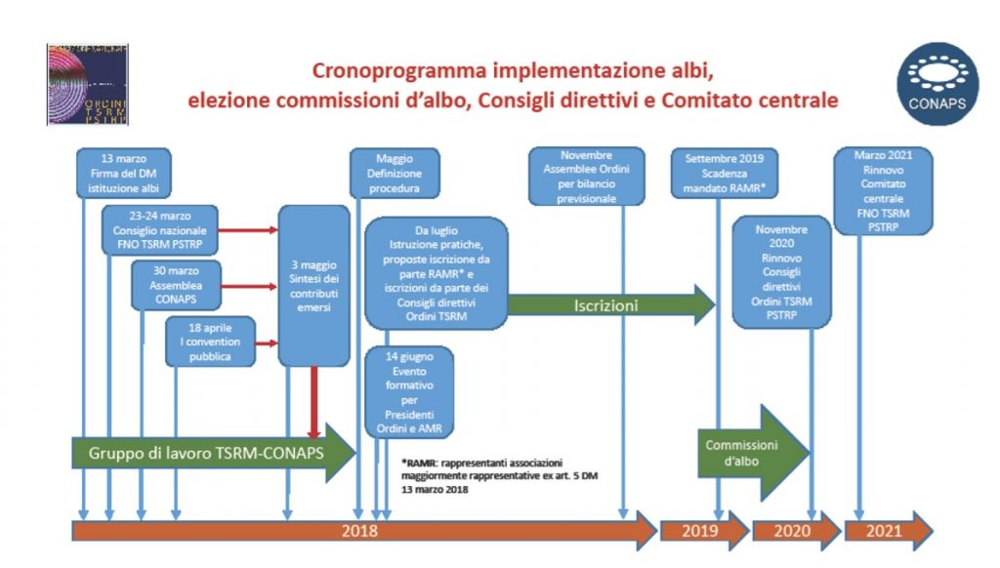 Cronoprogramma implementazione albi,
elezione commissioni d'albo, Consigli direttivi e Comitato centrale
ORDINI
TSRM
PSTRP
CONAPS
13 marzo
Firma del DM
istituzione albi
23-24 marzo
Consiglio nazionale
FNO TSRM PSTRP
30 marzo
Assemblea
CONAPS
18 aprile
I convention
pubblica
3 maggio
Sintesi dei
contributi
emersi
Maggio
Definizione
procedura
Da luglio
Istruzione pratiche,
proposte iscrizione da
parte RAMR* e
iscrizioni da parte dei
Consigli direttivi
Ordini TSRM
14 giugno
Evento
formativo
per
Presidenti
Ordini e AMR
Novembre
Assemblee Ordini
per bilancio
previsionale
Settembre 2019
Scadenza
mandato RAMR*
Novembre
2020
Rinnovo
Consigli
direttivi
Ordini TSRM
PSTRP
Marzo 2021
Rinnovo
Comitato
centrale
FNO TSRM
PSTRP
Iscrizioni
Gruppo di lavoro TSRM-CONAPS
Commissioni
d'albo
*RAMR: rappresentanti associazioni
maggiormente rappresentative ex art. 5 DM
13 marzo 2018
2018
2019
2020
2021